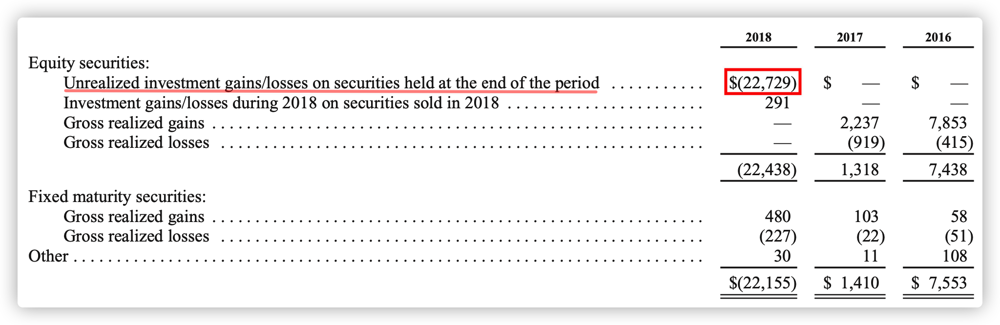 2018 2017 2016
Equity securities:
Unrealized investment gains/losses on securities held at the end of the period . . . . . . . . . . . $(22,729) $ — $ —
Investment gains/losses during 2018 on securities sold in 2018 . . . . . . . . . . . . . . . . . . . . . . . 291 — —
Gross realized gains . . . . . . . . . . . . . . . . . . . . . . . . . . . . . . . . . . . . . . . . . . . . . . . . . . . . . . . . . — 2,237 7,853
Gross realized losses . . . . . . . . . . . . . . . . . . . . . . . . . . . . . . . . . . . . . . . . . . . . . . . . . . . . . . . . — (919) (415)
(22,438) 1,318 7,438
Fixed maturity securities:
Gross realized gains . . . . . . . . . . . . . . . . . . . . . . . . . . . . . . . . . . . . . . . . . . . . . . . . . . . . . . . . . 480 103 58
Gross realized losses . . . . . . . . . . . . . . . . . . . . . . . . . . . . . . . . . . . . . . . . . . . . . . . . . . . . . . . . (227) (22) (51)
Other . . . . . . . . . . . . . . . . . . . . . . . . . . . . . . . . . . . . . . . . . . . . . . . . . . . . . . . . . . . . . . . . . . . . . . . . . 30 11 108
$(22,155) $ 1,410 $ 7,553